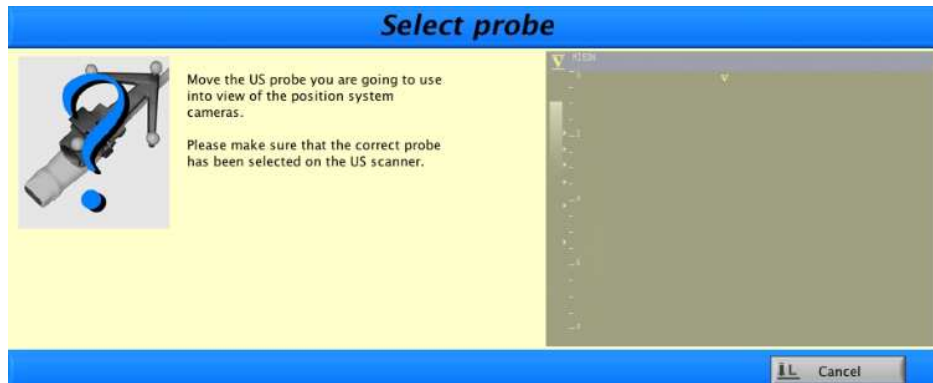 Select probe
Move the US probe you are going to use
into view of the position system
cameras.
Please make sure that the correct probe
has been selected on the US scanner.
V
V
Cancel